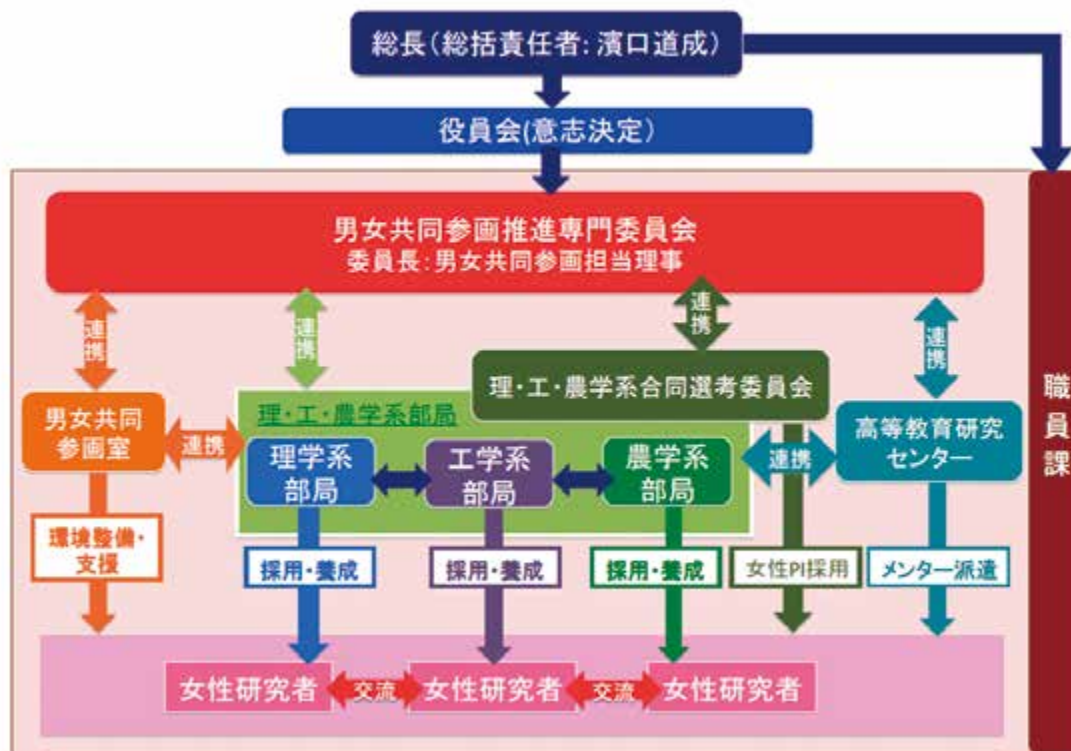 総長(総括責任者: 濱口道成)
役員会(意志決定)
男女共同参画推進専門委員会
委員長:男女共同参画担当理事
連携
連携
連携
連携
理・工・農学系合同選考委員会
男女共同
参画室
連携
理・工・農学系部局
理学系
部局
工学系
部局
農学系
部局
連携
高等教育研究
センター
職員課
環境整備・
支援
採用・養成
採用・養成
採用・養成
女性PI採用
メンター派遣
女性研究者
交流
女性研究者
交流
女性研究者